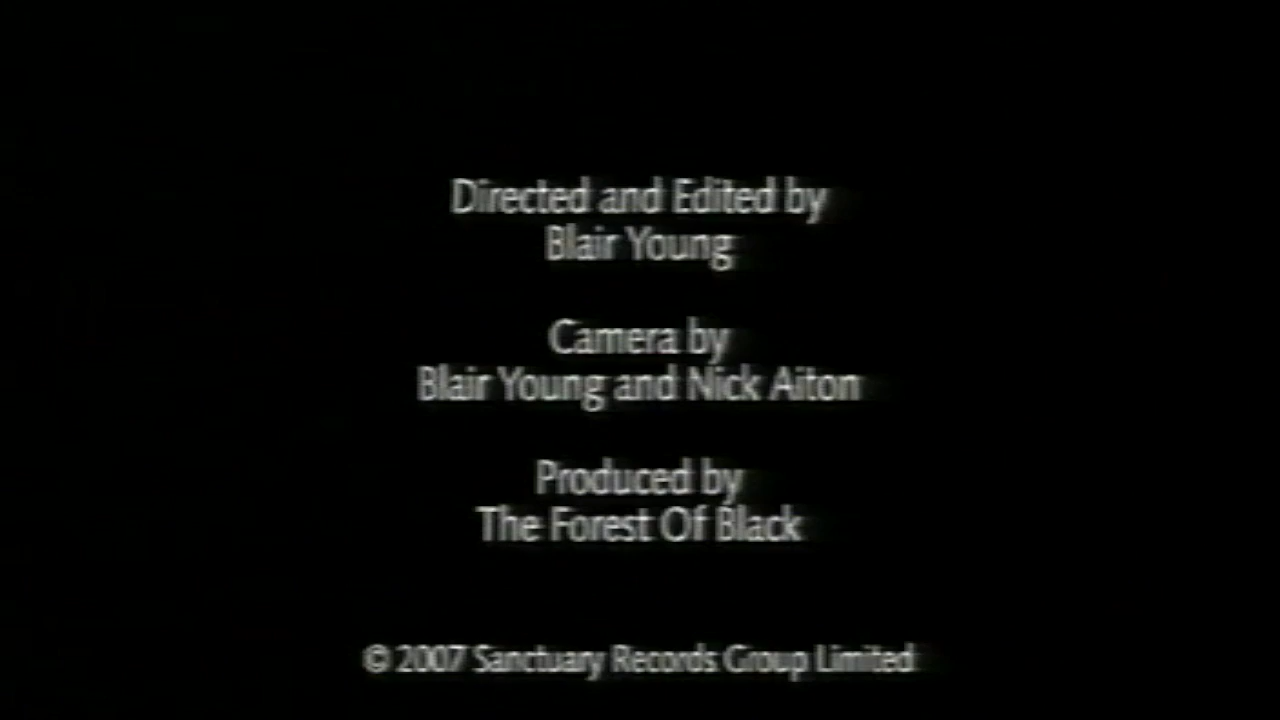 Directed and Edited by
Blair Young
Camera by
Blair Young and Nick Aiton
Produced by
The Forest Of Black
© 2007 Sanctuary Records Group Limited